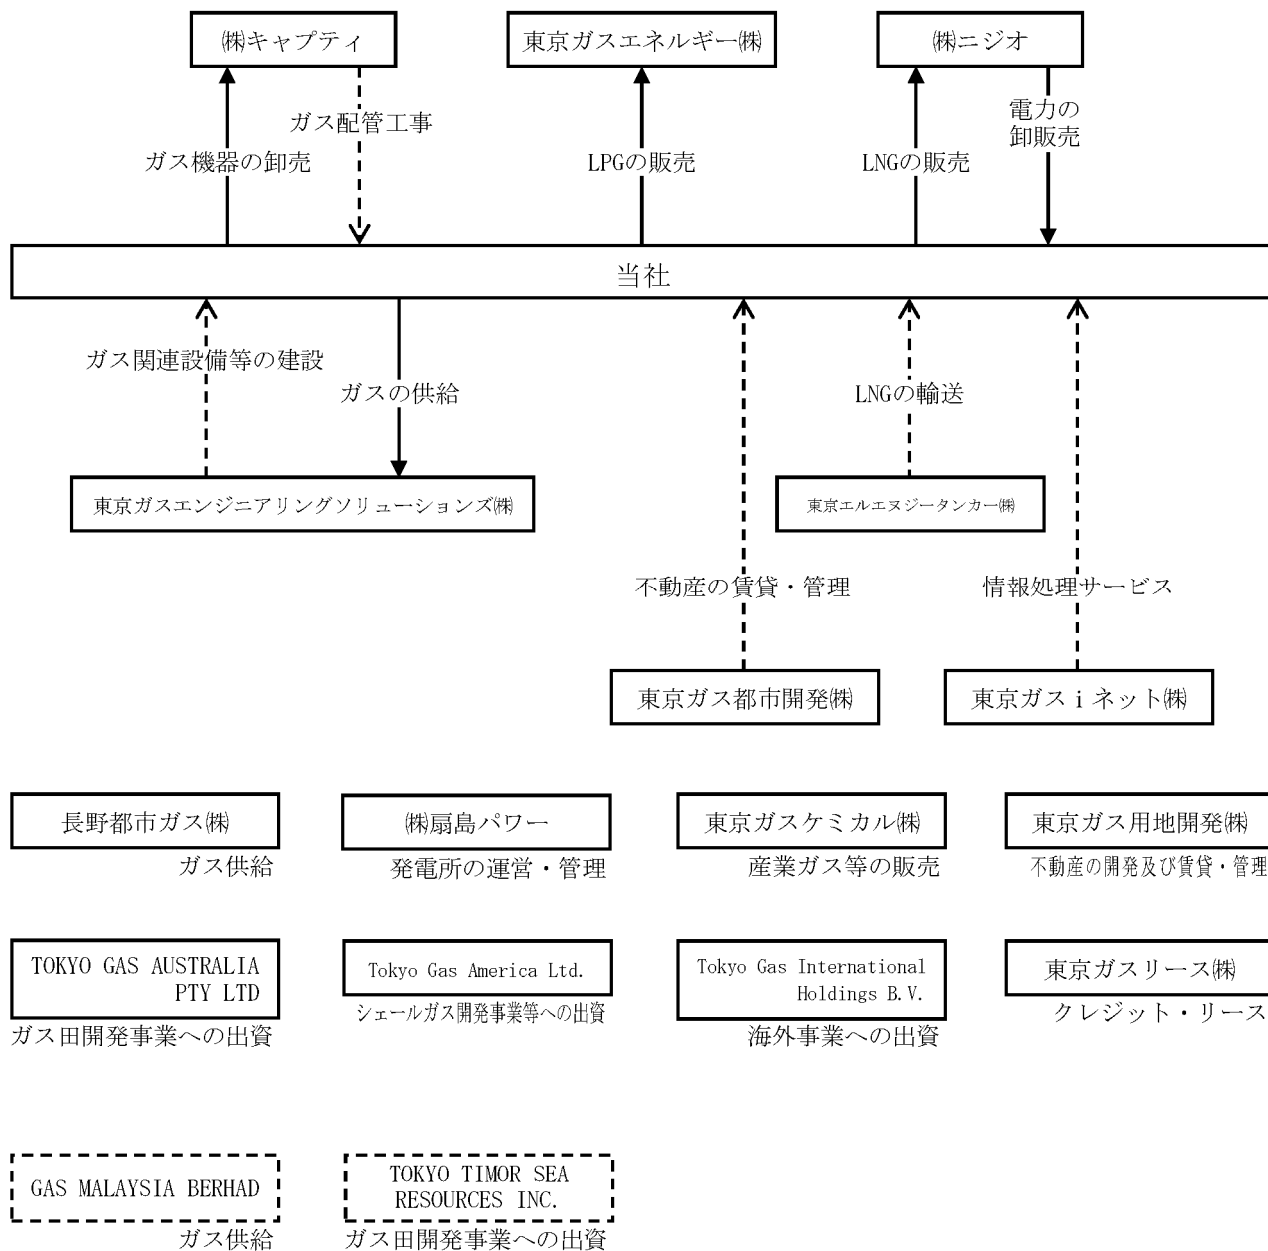 ㈱キャプティ
東京ガスエネルギー㈱
㈱ニジオ
ガス配管工事
電力の
卸販売
ガス機器の卸売
LPGの販売
LNGの販売
当社
ガス関連設備等の建設
ガスの供給
LNGの輸送
東京ガスエンジニアリングソリューションズ㈱
東京エルエヌジータンカー㈱
不動産の賃貸・管理
情報処理サービス
東京ガス都市開発㈱
東京ガスｉネット㈱
長野都市ガス㈱
㈱扇島パワー
東京ガスケミカル㈱
東京ガス用地開発㈱
ガス供給
発電所の運営・管理
産業ガス等の販売
不動産の開発及び賃貸・管理
TOKYO GAS AUSTRALIA
PTY LTD
Tokyo Gas America Ltd.
Tokyo Gas International
Holdings B.V.
東京ガスリース㈱
ガス田開発事業への出資
シェールガス開発事業等への出資
海外事業への出資
クレジット・リース
GAS MALAYSIA BERHAD
TOKYO TIMOR SEA
RESOURCES INC.
ガス供給
ガス田開発事業への出資